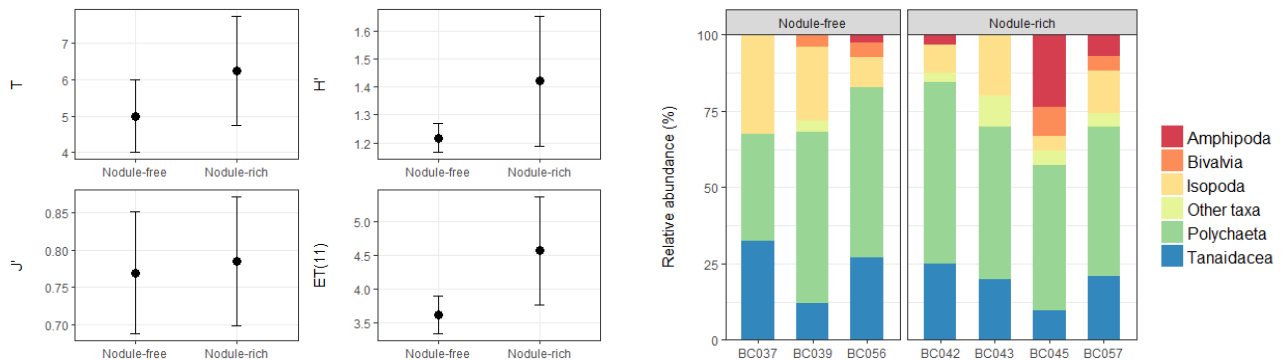 T
7
6
5
4
Nodule-free Nodule-rich
H'
1.6
1.5
1.4
1.3
1.2
Nodule-free Nodule-rich
J'
0.85
0.80
0.75
0.70
Nodule-free Nodule-rich
ET(11)
5.0
4.5
4.0
3.5
Nodule-free Nodule-rich
Nodule-free Nodule-rich
Relative abundance (%)
100
75
50
25
0
BC037 BC039 BC056 BC042 BC043 BC045 BC057
Amphipoda
Bivalvia
Isopoda
Other taxa
Polychaeta
Tanaidacea